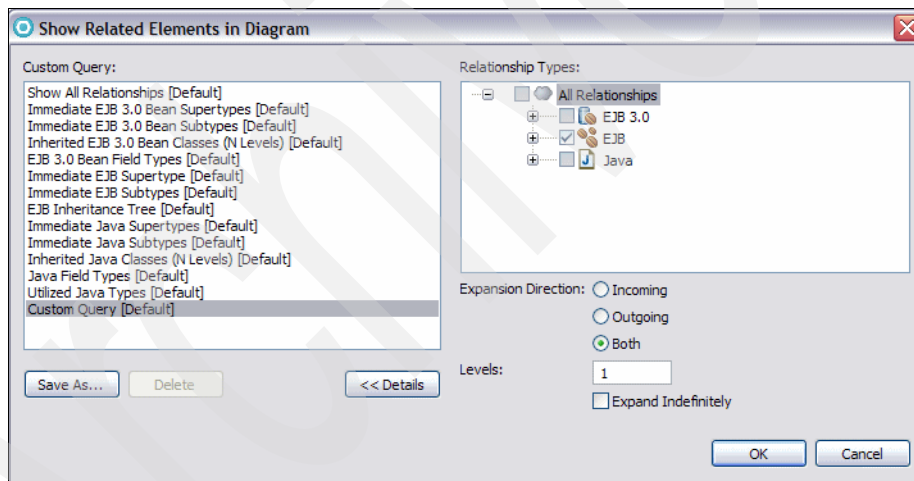 Show Related Elements in Diagram
Custom Query:
Show All Relationships [Default]
Immediate EJB 3.0 Bean Supertypes [Default]
Immediate EJB 3.0 Bean Subtypes [Default]
Inherited EJB 3.0 Bean Classes (N Levels) [Default]
EJB 3.0 Bean Field Types [Default]
Immediate EJB Supertype [Default]
Immediate EJB Subtypes [Default]
EJB Inheritance Tree [Default]
Immediate Java Supertypes [Default]
Immediate Java Subtypes [Default]
Inherited Java Classes (N Levels) [Default]
Java Field Types [Default]
Utilized Java Types [Default]
Custom Query [Default]
Save As...
Delete
<< Details
Relationship Types:
All Relationships
EJB 3.0
EJB
Java
Expansion Direction:
Incoming
Outgoing
Both
Levels:
1
Expand Indefinitely
OK
Cancel